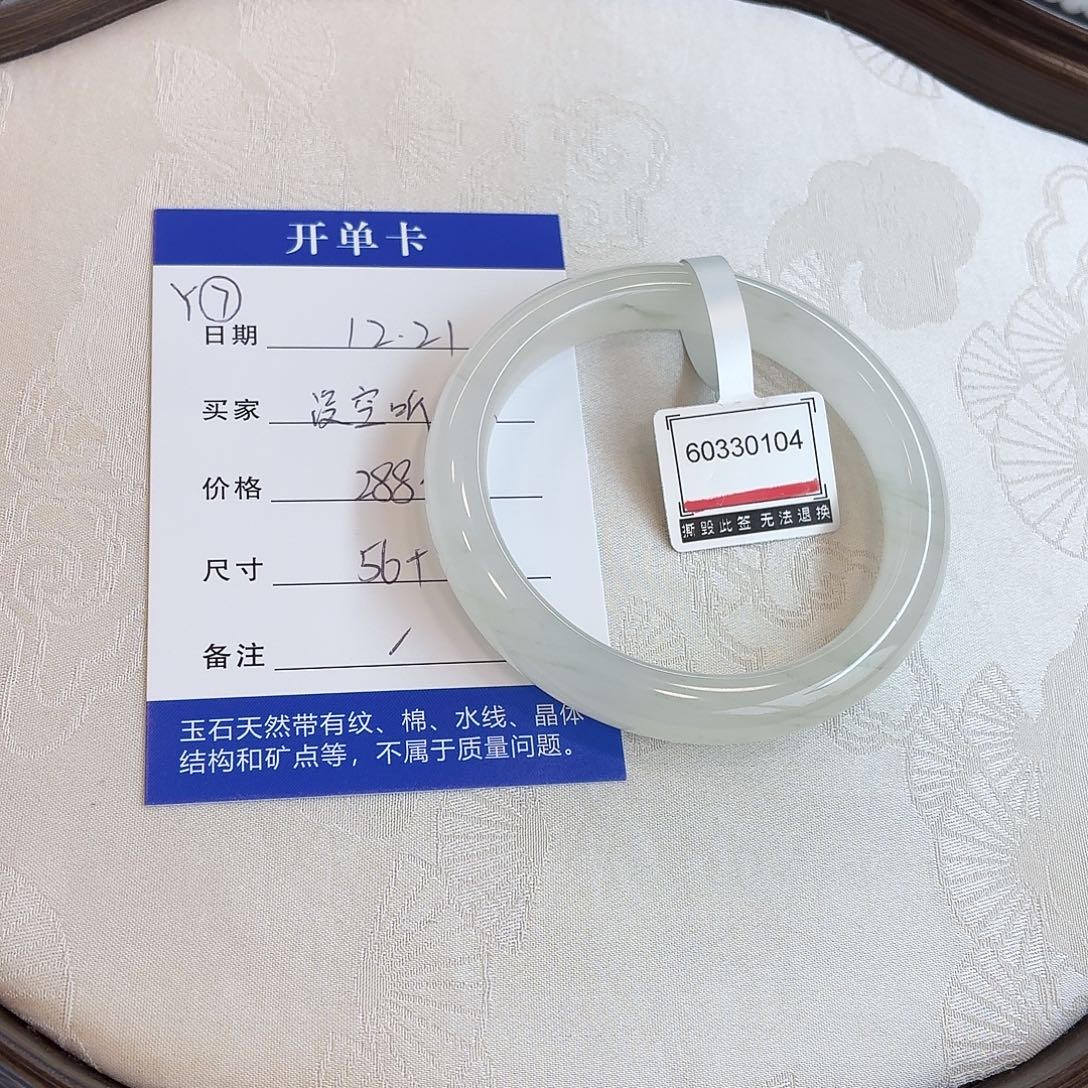 开单卡
Y⑦
日期 12.21
买家 没空听
价格 288
尺寸 56+
备注 /
玉石天然带有纹、棉、水线、晶体
结构和矿点等，不属于质量问题。
60330104
撕毁此签无法退换